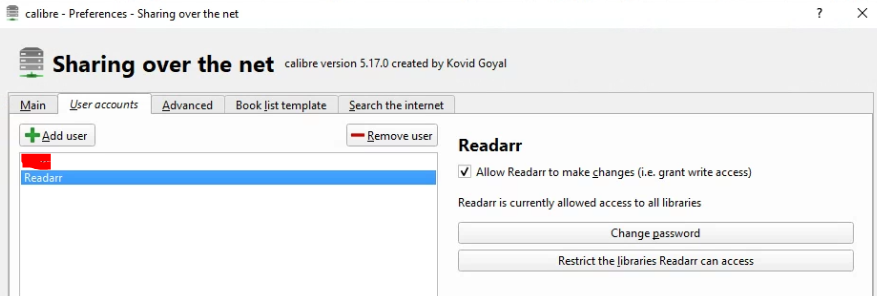 calibre - Preferences - Sharing over the net
Sharing over the net calibre version 5.17.0 created by Kovid Goyal
Main User accounts Advanced Book list template Search the internet
Add user Remove user
Readarr
Readarr
Allow Readarr to make changes (i.e. grant write access)
Readarr is currently allowed access to all libraries
Change password
Restrict the libraries Readarr can access